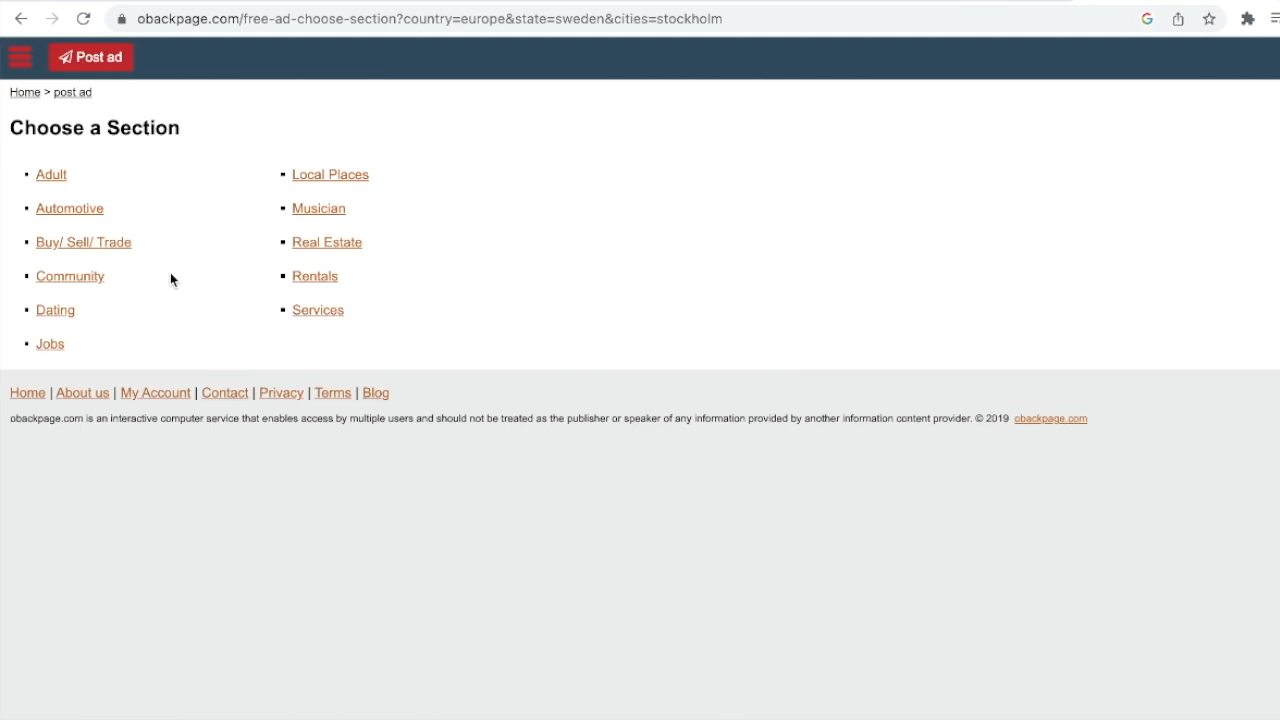 obackpage.com/free-ad-choose-section?country=europe&state=sweden&cities=stockholm
Post ad
Home > post ad
Choose a Section
Adult
Automotive
Buy/ Sell/ Trade
Community
Dating
Jobs
Local Places
Musician
Real Estate
Rentals
Services
Home | About us | My Account | Contact | Privacy | Terms | Blog
obackpage.com is an interactive computer service that enables access by multiple users and should not be treated as the publisher or speaker of any information provided by another information content provider. © 2019 obackpage.com